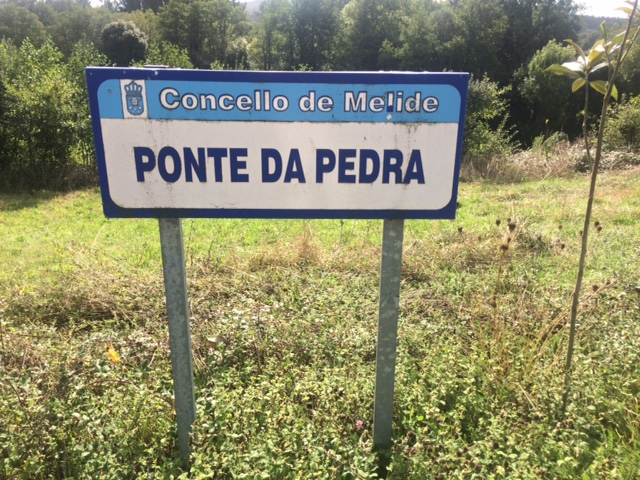 Concello de Melide
PONTE DA PEDRA